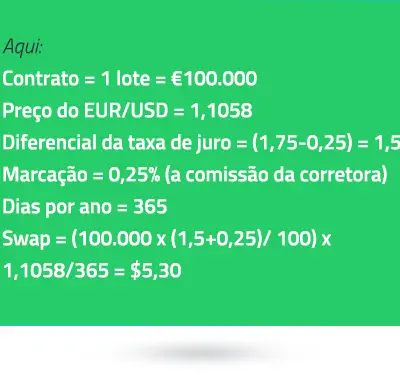 Aqui:
Contrato = 1 lote = €100.000
Preço do EUR/USD = 1,1058
Diferencial da taxa de juro = (1,75-0,25) = 1,5
Marcação = 0,25% (a comissão da corretora)
Dias por ano = 365
Swap = (100.000 x (1,5+0,25)/ 100) x
1,1058/365 = $5,30